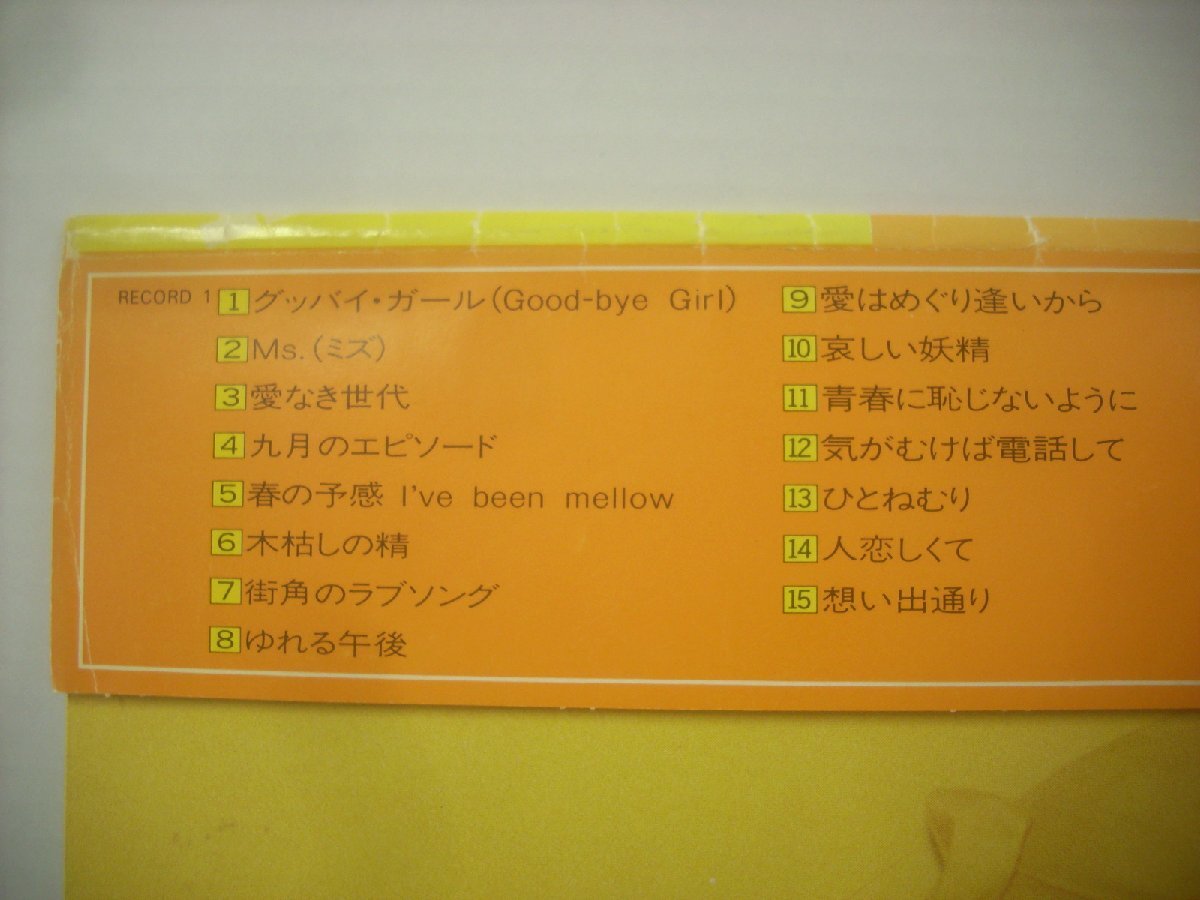 RECORD 1 1 グッバイ・ガール(Good-bye Girl)
2 Ms.(ミズ)
3 愛なき世代
4 九月のエピソード
5 春の予感 I've been mellow
6 木枯しの精
7 街角のラブソング
8 ゆれる午後
9 愛はめぐり逢いから
10 哀しい妖精
11 青春に恥じないように
12 気がむけば電話して
13 ひとねむり
14 人恋しくて
15 想い出通り